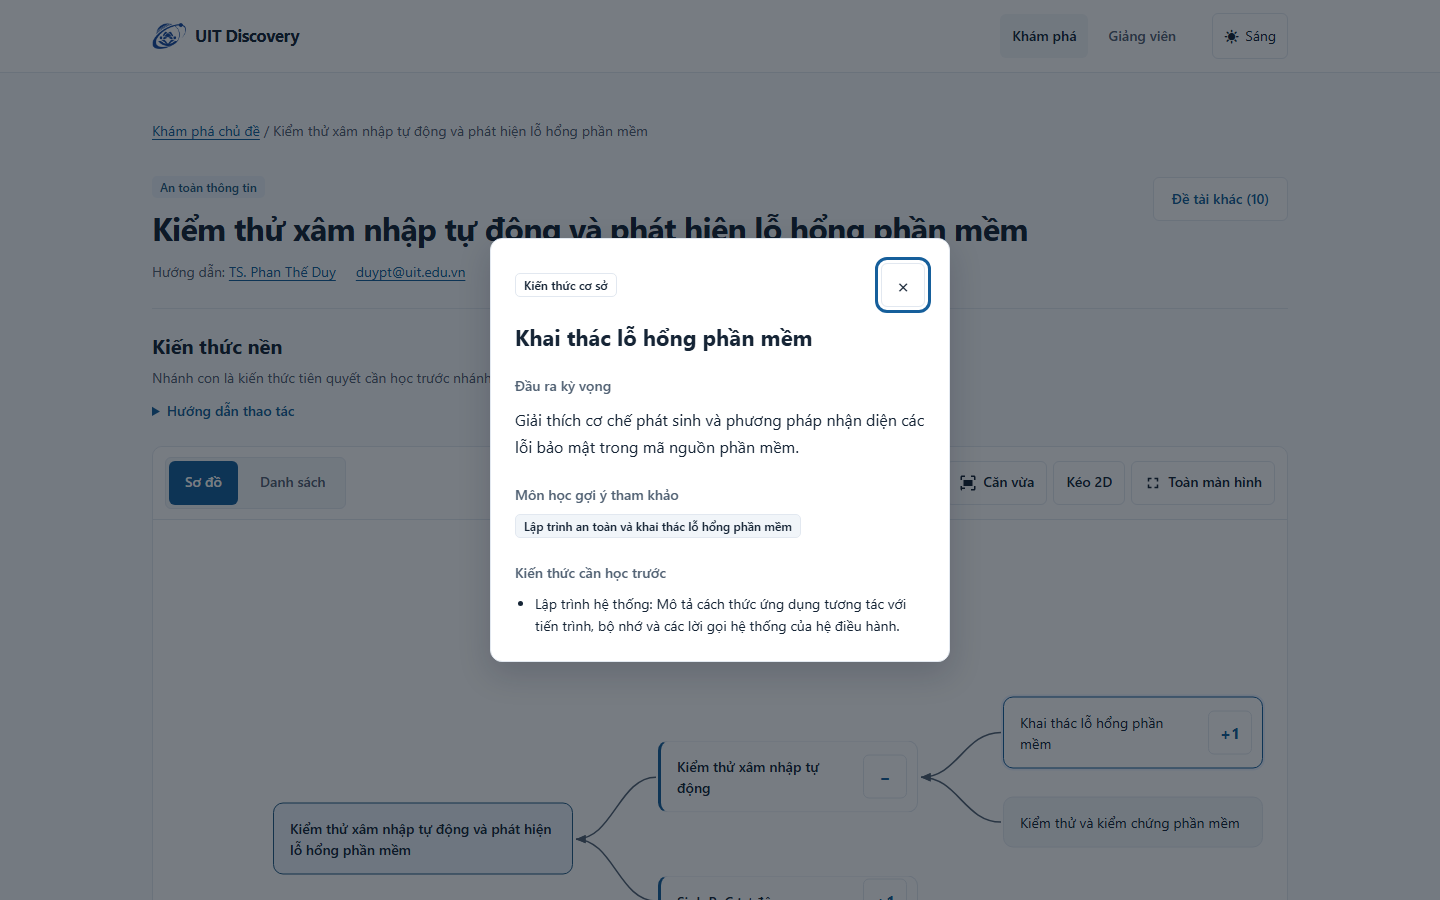 UIT Discovery
Khám phá
Giảng viên
Sáng
Khám phá chủ đề / Kiểm thử xâm nhập tự động và phát hiện lỗ hổng phần mềm
An toàn thông tin
Đề tài khác (10)
Kiểm thử xâm nhập tự động và phát hiện lỗ hổng phần mềm
Hướng dẫn: TS. Phan Thế Duy duypt@uit.edu.vn
Kiến thức nền
Nhánh con là kiến thức tiên quyết cần học trước nhánh
Hướng dẫn thao tác
Sơ đồ
Danh sách
Căn vừa
Kéo 2D
Toàn màn hình
Kiến thức cơ sở
×
Khai thác lỗ hổng phần mềm
Đầu ra kỳ vọng
Giải thích cơ chế phát sinh và phương pháp nhận diện các
lỗi bảo mật trong mã nguồn phần mềm.
Môn học gợi ý tham khảo
Lập trình an toàn và khai thác lỗ hổng phần mềm
Kiến thức cần học trước
Lập trình hệ thống: Mô tả cách thức ứng dụng tương tác với
tiến trình, bộ nhớ và các lời gọi hệ thống của hệ điều hành.
Khai thác lỗ hổng phần
mềm
+1
Kiểm thử xâm nhập tự
động
−
Kiểm thử và kiểm chứng phần mềm
Kiểm thử xâm nhập tự động và phát hiện
lỗ hổng phần mềm